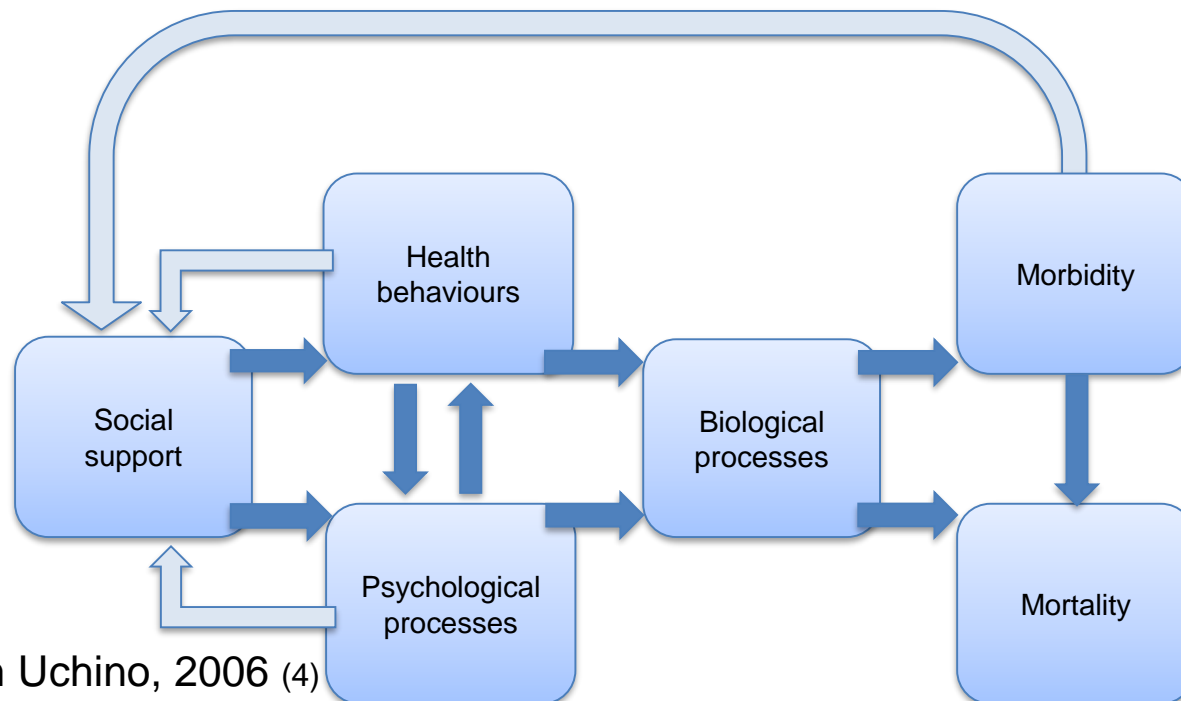 Health
behaviours
Morbidity
Social
support
Biological
processes
Psychological
processes
Mortality
Uchino, 2006 (4)